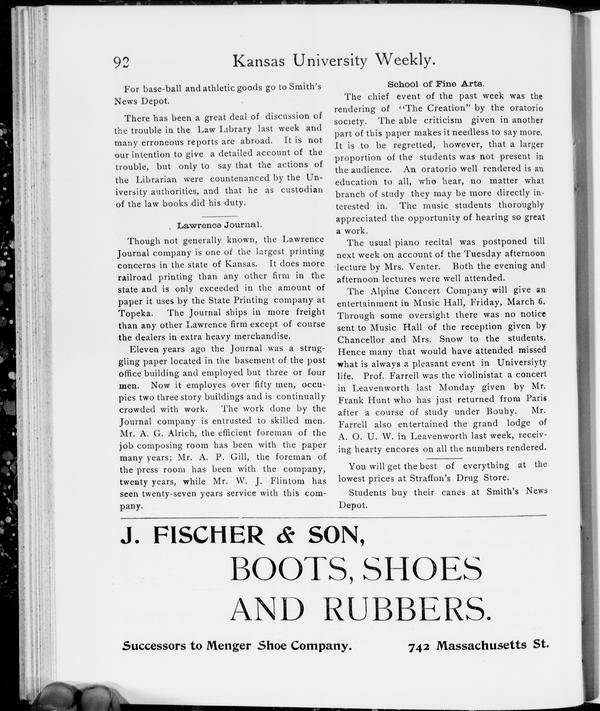 92 Kansas University Weekly.
For base-ball and athletic goods go to Smith's
News Depot.
There has been a great deal of discussion of
the trouble in the Law Library last week and
many erroneous reports are abroad. It is not
our intention to give a detailed account of the
trouble, but only to say that the actions of
the Librarian were countenanced by the Un-
iversity authorities, and that he as custodian
of the law books did his duty.
Lawrence Journal.
Though not generally known, the Lawrence
Journal company is one of the largest printing
concerns in the state of Kansas. It does more
railroad printing than any other firm in the
state and is only exceeded in the amount of
paper it uses by the State Printing company at
Topeka. The Journal ships in more freight
than any other Lawrence firm except of course
the dealers in extra heavy merchandise.
Eleven years ago the Journal was a strug-
gling paper located in the basement of the post
office building and employed but three or four
men. Now it employes over fifty men, occu-
pies two three story buildings and is continually
crowded with work. The work done by the
Journal company is entrusted to skilled men.
Mr. A. G. Alrich, the efficient foreman of the
job composing room has been with the paper
many years; Mr. A. P. Gill, the foreman of
the press room has been with the company,
twenty years, while Mr. W. J. Flintom has
seen twenty-seven years service with this com-
pany.
School of Fine Arts.
The chief event of the past week was the
rendering of "The Creation" by the oratorio
society. The able criticism given in another
part of this paper makes it needless to say more.
It is to be regretted, however, that a larger
proportion of the students was not present in
the audience. An oratorio well rendered is an
education to all, who hear, no matter what
branch of study they may be more directly in-
terested in. The music students thoroughly
appreciated the opportunity of hearing so great
a work.
The usual piano recital was postponed till
next week on account of the Tuesday afternoon
lecture by Mrs. Venter. Both the evening and
afternoon lectures were well attended.
The Alpine Concert Company will give an
entertainment in Music Hall, Friday, March 6.
Through some oversight there was no notice
sent to Music Hall of the reception given by
Chancellor and Mrs. Snow to the students.
Hence many that would have attended missed
what is always a pleasant event in Universiyty
life. Prof. Farrell was the violinistat a concert
in Leavenworth last Monday given by Mr.
Frank Hunt who has just returned from Paris
after a course of study under Bouhy. Mr.
Farrell also entertained the grand lodge of
A. O. U. W. in Leavenworth last week, receiv-
ing hearty encores on all the numbers rendered.
You will get the best of everything at the
lowest prices at Straffon's Drug Store.
Students buy their canes at Smith's News
Depot.
J. FISCHER & SON,
BOOTS, SHOES
AND RUBBERS.
Successors to Menger Shoe Company. 742 Massachusetts St.